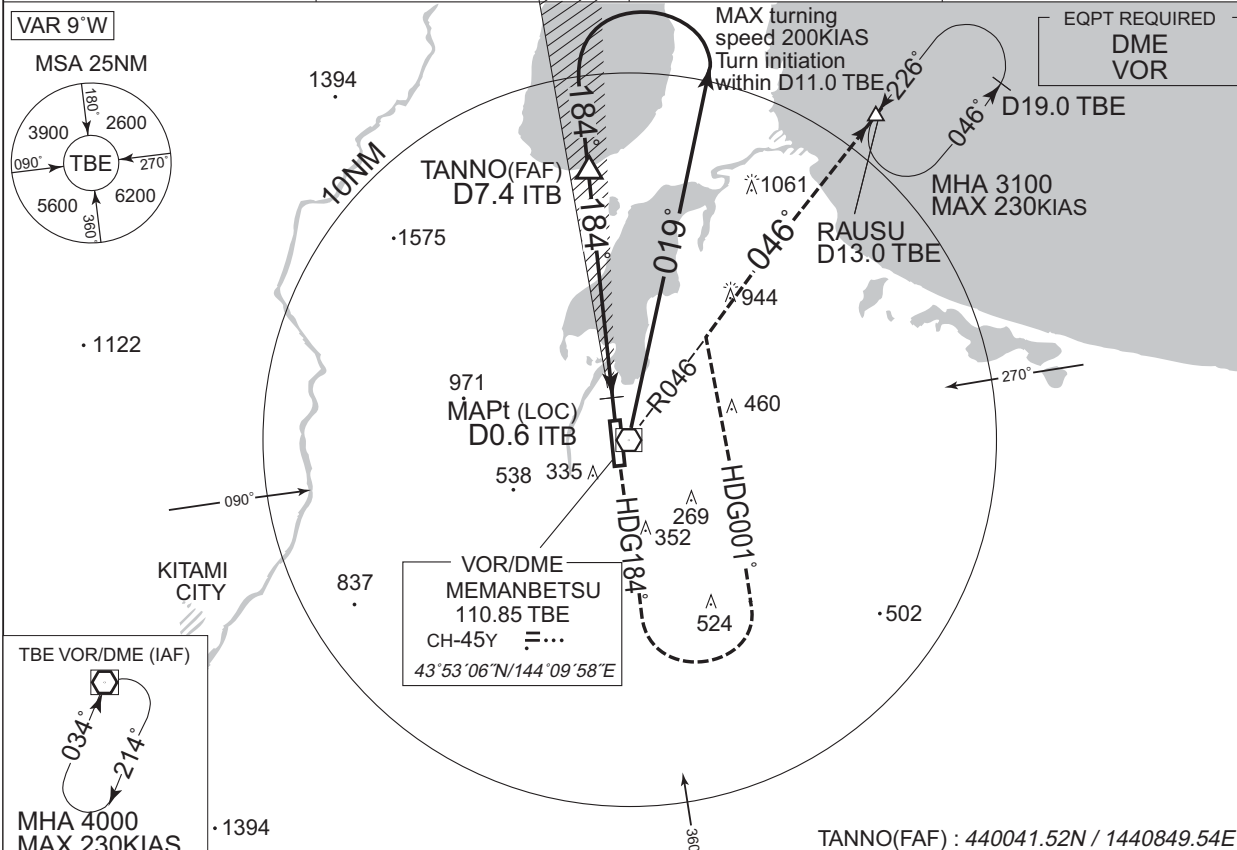 VAR 9°W
MSA 25NM
180°
3900
2600
090°
TBE
270°
5600
6200
360°
1394
10NM
1575
1122
MAX turning
speed 200KIAS
Turn initiation
within D11.0 TBE
EQPT REQUIRED
DME
VOR
226°
046°
D19.0 TBE
184°
TANNO(FAF)
D7.4 ITB
184°
019°
1061
MHA 3100
MAX 230KIAS
RAUSU
D13.0 TBE
046°
944
R046
270°
971
MAPt (LOC)
D0.6 ITB
460
335
538
090°
HDG184°
HDG001°
269
352
524
502
KITAMI
CITY
837
VOR/DME
MEMANBETSU
110.85 TBE
CH-45Y
43°53´06˝N/144°09´58˝E
TBE VOR/DME (IAF)
034°
214°
MHA 4000
MAX 230KIAS
1394
TANNO(FAF) : 440041.52N / 1440849.54E